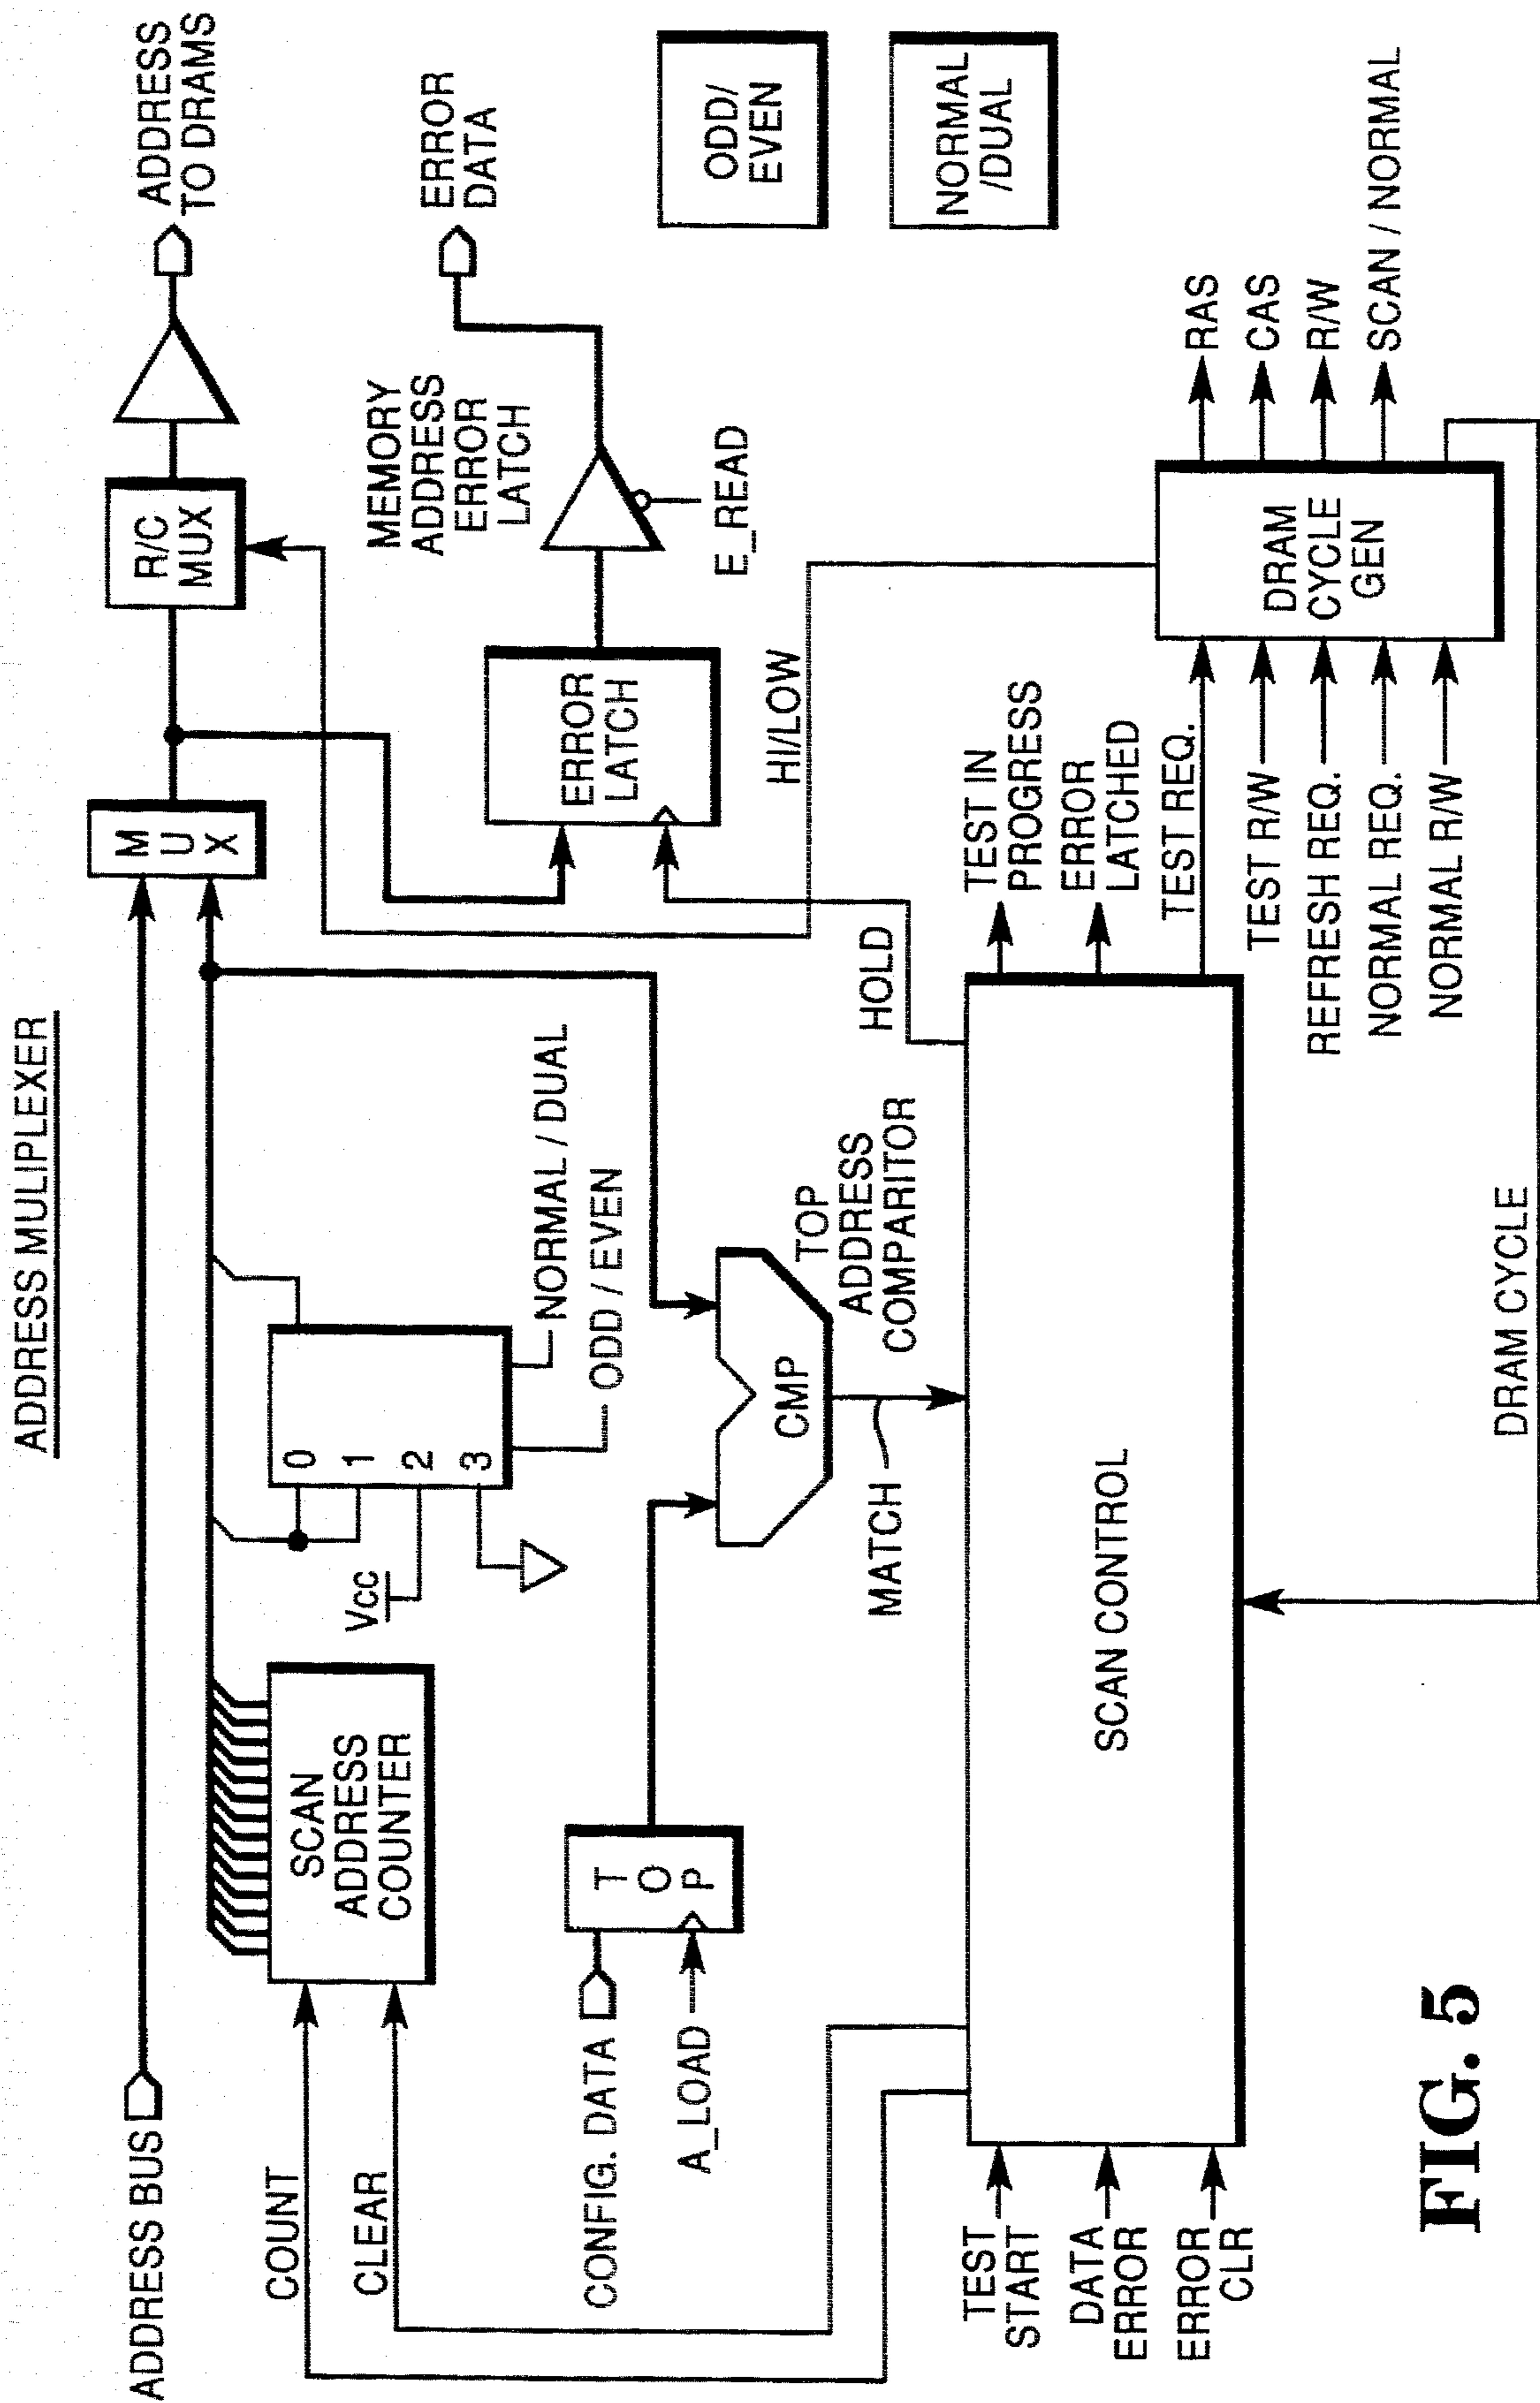 ADDRESS MULIPLEXER
ADDRESS BUS
COUNT
CLEAR
SCAN
ADDRESS
COUNTER
Vcc
0
1
2
3
NORMAL / DUAL
ODD / EVEN
M
U
X
R/C
MUX
ADDRESS
TO DRAMS
MEMORY
ADDRESS
ERROR
LATCH
ERROR
DATA
ERROR
LATCH
E_READ
ODD/
EVEN
NORMAL
/DUAL
CONFIG. DATA
A_LOAD
T
O
P
CMP
TOP
ADDRESS
COMPARITOR
MATCH
HOLD
HI/LOW
TEST
START
DATA
ERROR
ERROR
CLR
SCAN CONTROL
TEST IN
PROGRESS
ERROR
LATCHED
TEST REQ.
TEST R/W
REFRESH REQ.
NORMAL REQ.
NORMAL R/W
DRAM
CYCLE
GEN
RAS
CAS
R/W
SCAN / NORMAL
DRAM CYCLE
FIG. 5